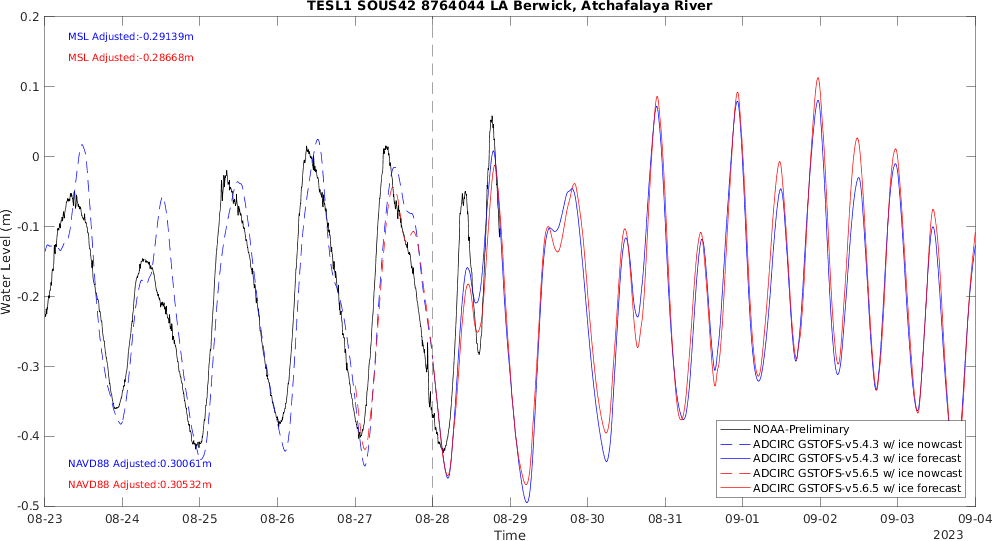 TESL1 SOUS42 8764044 LA Berwick, Atchafalaya River
0.2
0.1
0
-0.1
-0.2
-0.3
-0.4
-0.5
Water Level (m)
MSL Adjusted:-0.29139m
MSL Adjusted:-0.28668m
NAVD88 Adjusted:0.30061m
NAVD88 Adjusted:0.30532m
NOAA-Preliminary
ADCIRC GSTOFS-v5.4.3 w/ ice nowcast
ADCIRC GSTOFS-v5.4.3 w/ ice forecast
ADCIRC GSTOFS-v5.6.5 w/ ice nowcast
ADCIRC GSTOFS-v5.6.5 w/ ice forecast
08-23 08-24 08-25 08-26 08-27 08-28 08-29 08-30 08-31 09-01 09-02 09-03 09-04
Time
2023